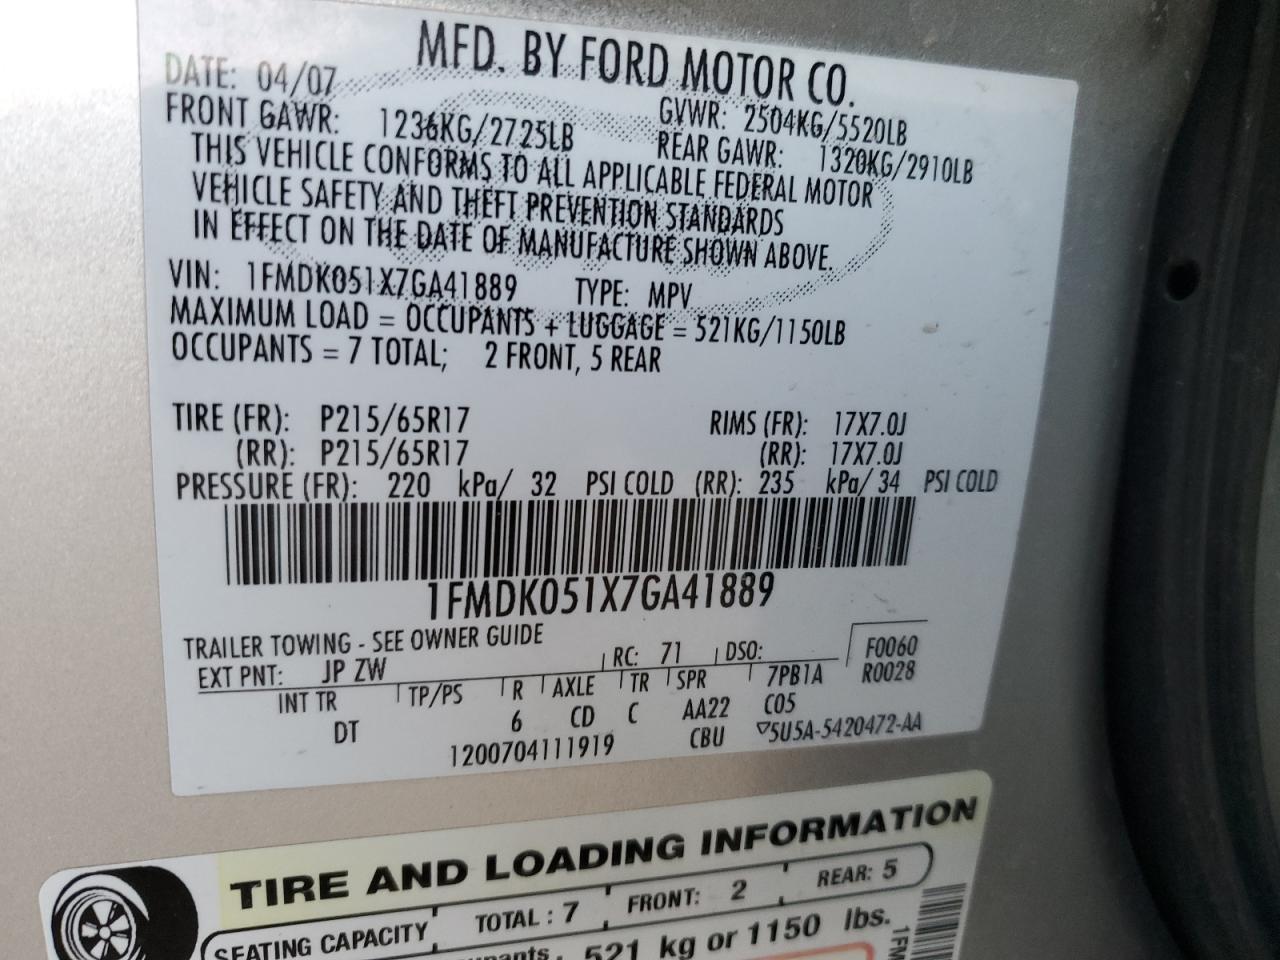 MFD. BY FORD MOTOR CO.
DATE: 04/07 GVWR: 2504KG/5520LB
FRONT GAWR: 1236KG/2725LB REAR GAWR: 1320KG/2910LB
THIS VEHICLE CONFORMS TO ALL APPLICABLE FEDERAL MOTOR
VEHICLE SAFETY AND THEFT PREVENTION STANDARDS
IN EFFECT ON THE DATE OF MANUFACTURE SHOWN ABOVE.
VIN: 1FMDK051X7GA41889 TYPE: MPV
MAXIMUM LOAD = OCCUPANTS + LUGGAGE = 521KG/1150LB
OCCUPANTS = 7 TOTAL; 2 FRONT, 5 REAR
TIRE (FR): P215/65R17 RIMS (FR): 17X7.0J
(RR): P215/65R17 (RR): 17X7.0J
PRESSURE (FR): 220 kPa/ 32 PSI COLD (RR): 235 kPa/ 34 PSI COLD
1FMDK051X7GA41889
TRAILER TOWING - SEE OWNER GUIDE
EXT PNT: JP ZW RC: 71 DSO: F0060
R0028
INT TR TP/PS R AXLE TR SPR 7PB1A
DT 6 CD C AA22 C05
1200704111919 CBU 5U5A-5420472-AA
TIRE AND LOADING INFORMATION
SEATING CAPACITY TOTAL : 7 FRONT: 2 REAR: 5
521 kg or 1150 lbs.